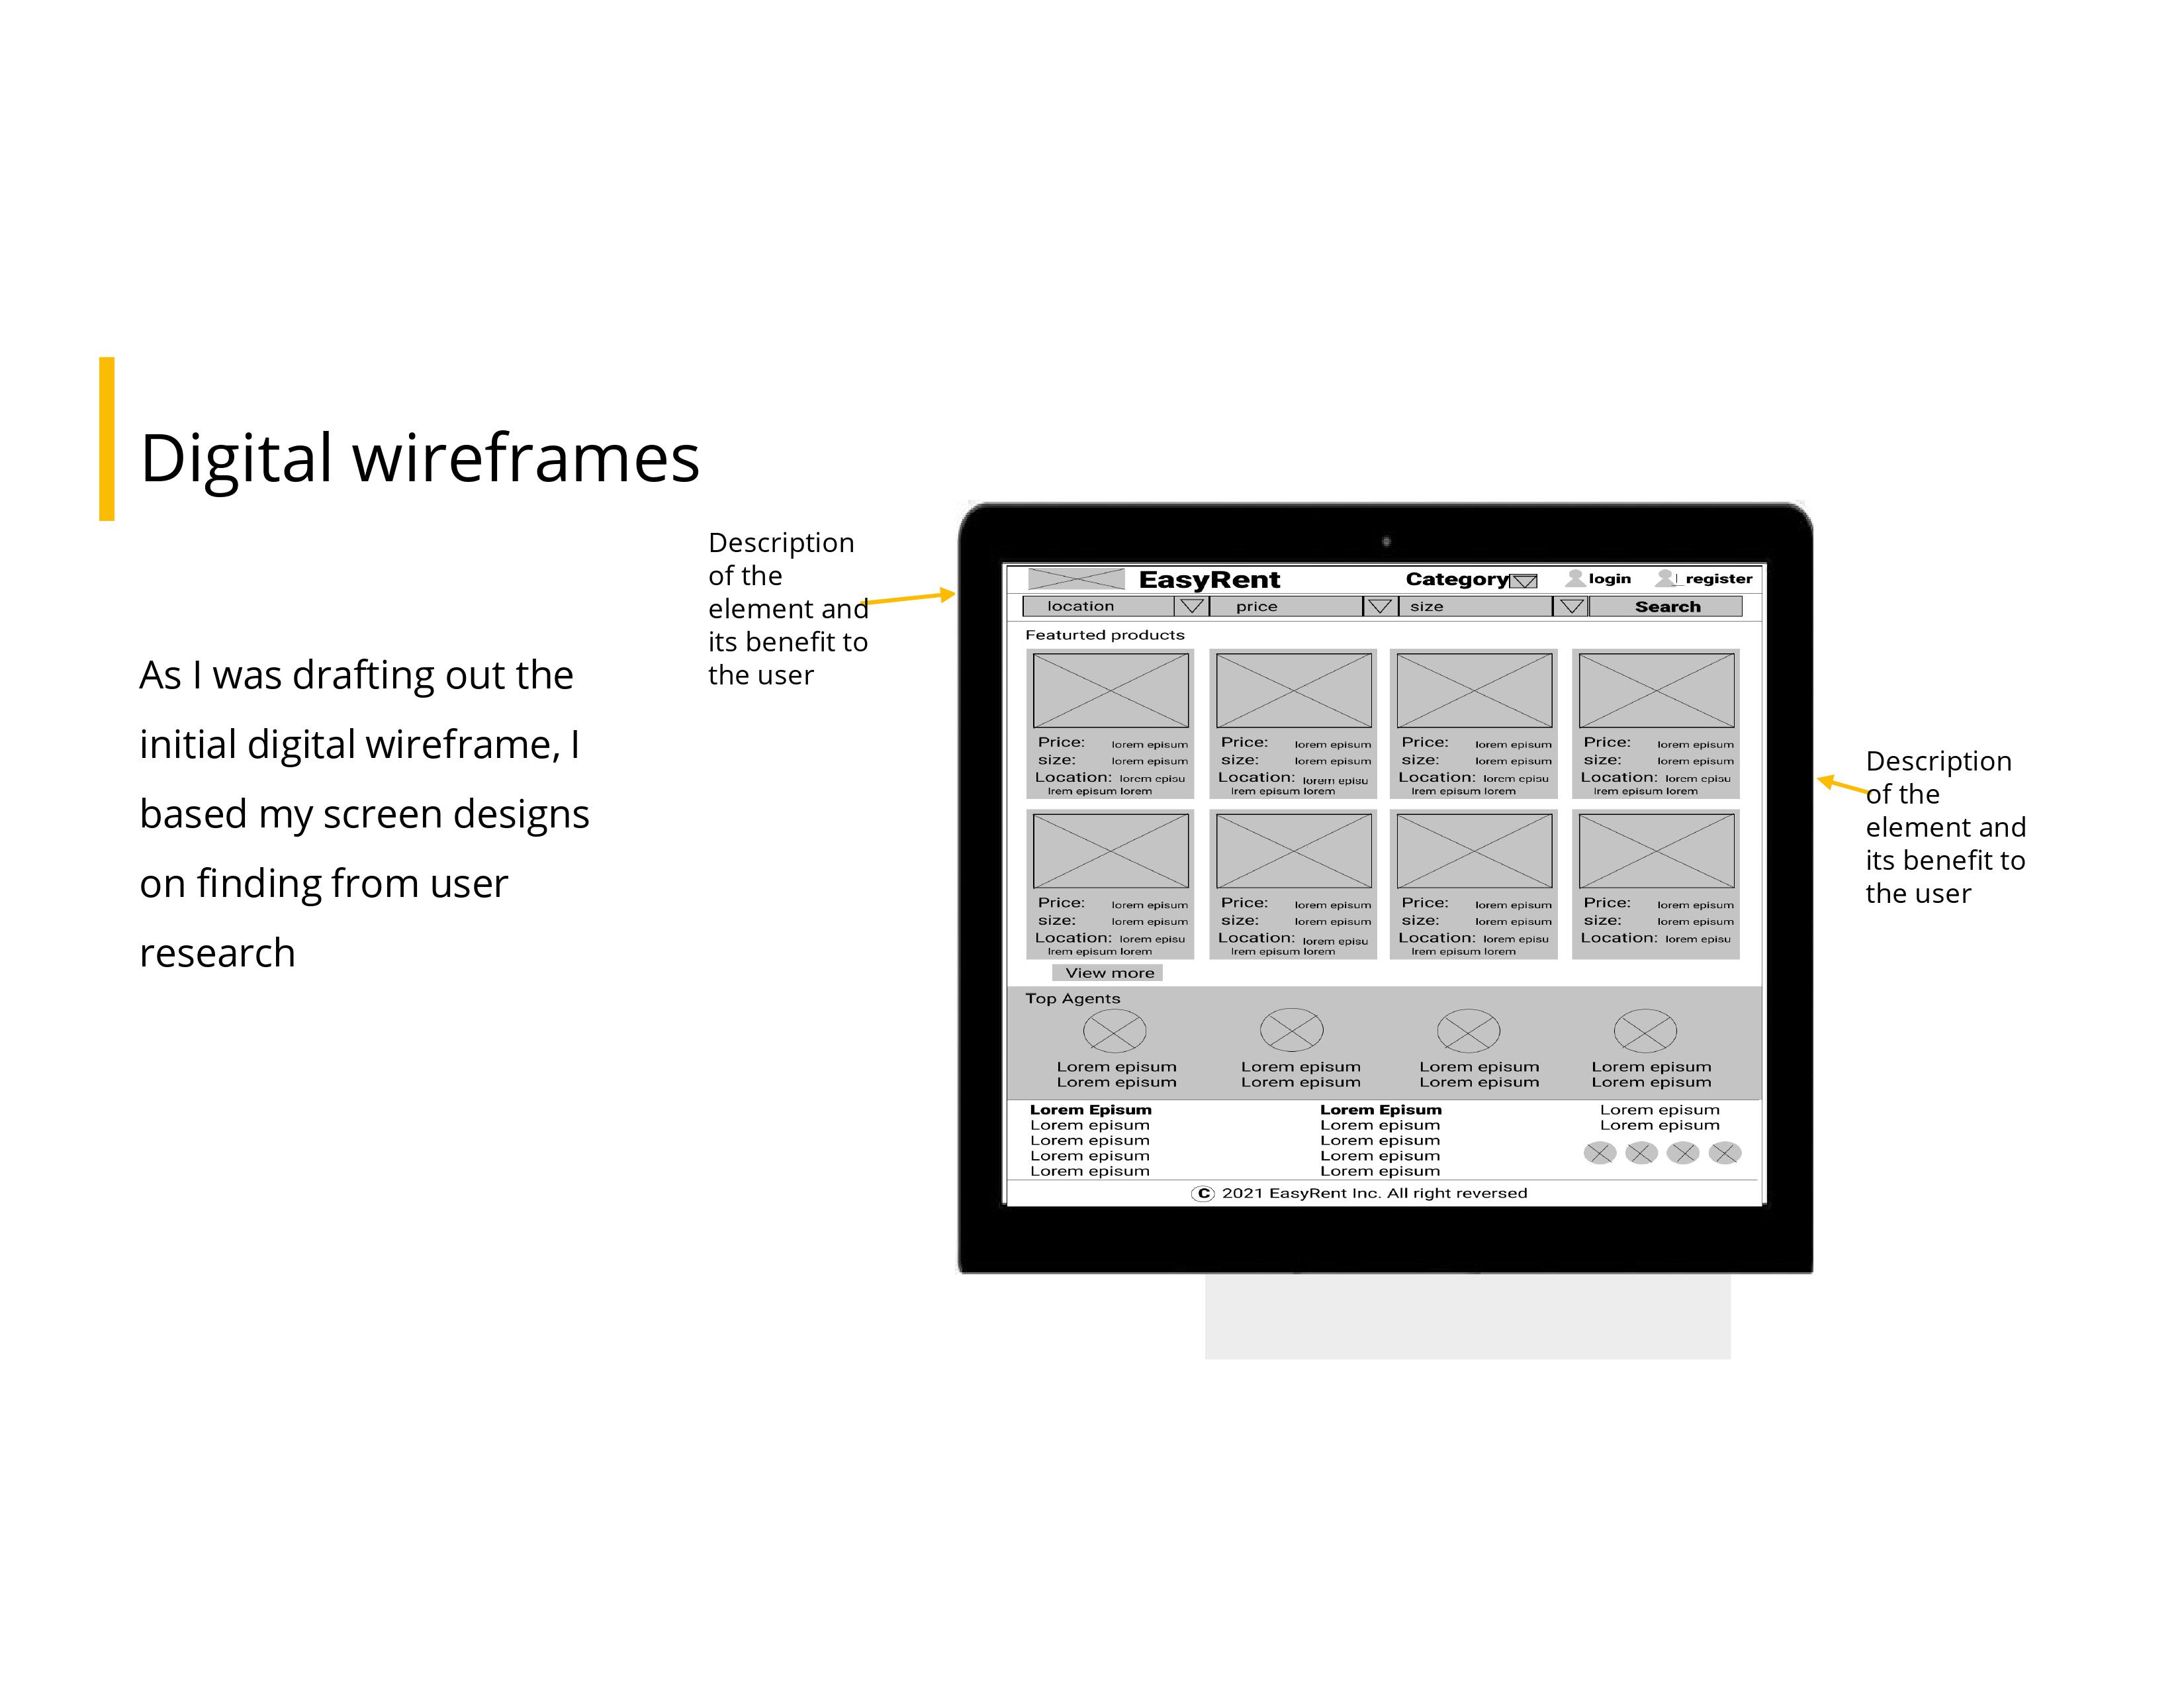 Digital wireframes
As I was drafting out the
initial digital wireframe, I
based my screen designs
on finding from user
research
Description
of the
element and
its benefit to
the user
EasyRent Category login register
location price size Search
Featurted products
Price: lorem episum Price: lorem episum Price: lorem episum Price: lorem episum
size: lorem episum size: lorem episum size: lorem episum size: lorem episum
Location: lorem episu Location: lorem episu Location: lorem episu Location: lorem episu
lrem episum lorem lrem episum lorem lrem episum lorem lrem episum lorem
Price: lorem episum Price: lorem episum Price: lorem episum Price: lorem episum
size: lorem episum size: lorem episum size: lorem episum size: lorem episum
Location: lorem episu Location: lorem episu Location: lorem episu Location: lorem episu
lrem episum lorem lrem episum lorem lrem episum lorem
View more
Top Agents
Lorem episum Lorem episum Lorem episum Lorem episum
Lorem episum Lorem episum Lorem episum Lorem episum
Lorem Episum Lorem Episum Lorem episum
Lorem episum Lorem episum Lorem episum
Lorem episum Lorem episum
Lorem episum Lorem episum
Lorem episum Lorem episum
© 2021 EasyRent Inc. All right reversed
Description
of the
element and
its benefit to
the user